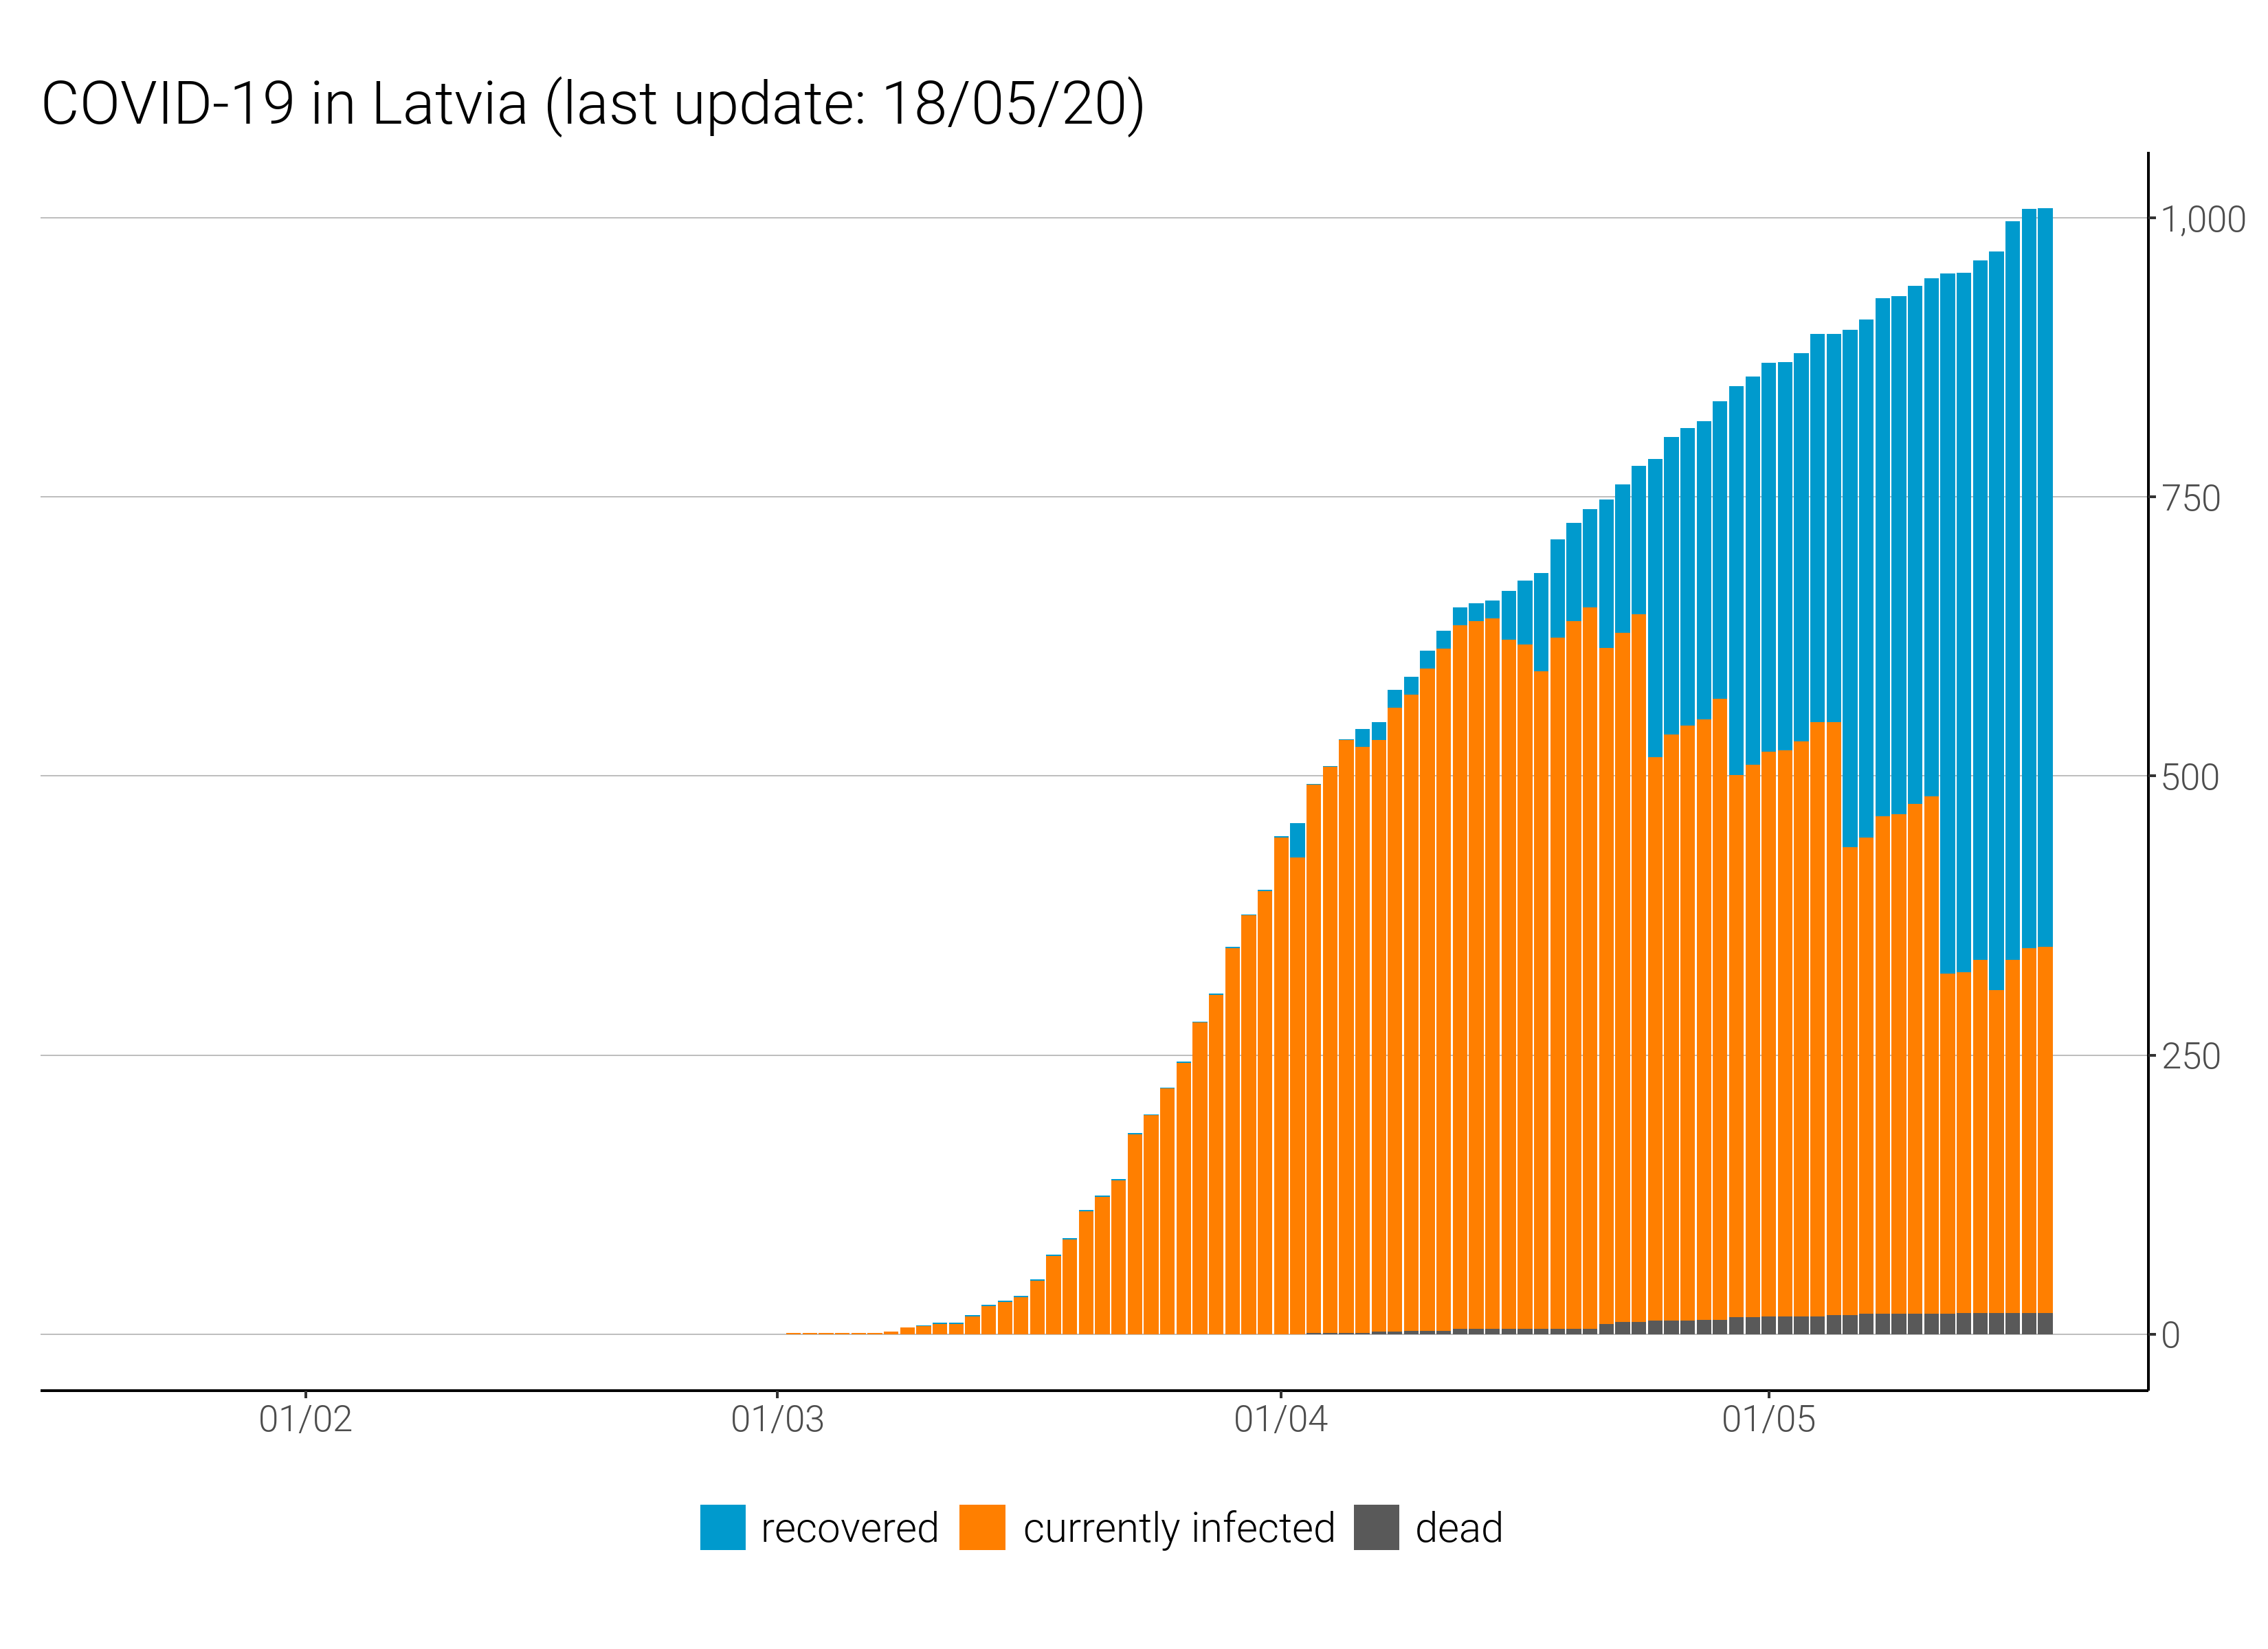 COVID-19 in Latvia (last update: 18/05/20)
1,000
750
500
250
0
01/02 01/03 01/04 01/05
recovered currently infected dead